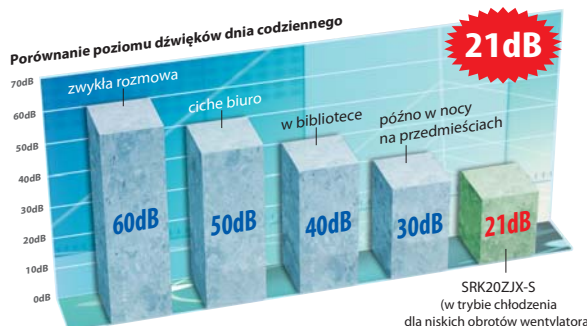 Porównanie poziomu dźwięków dnia codziennego
21dB
70dB
60dB
50dB
40dB
30dB
20dB
10dB
0dB
zwykła rozmowa
ciche biuro
w bibliotece
późno w nocy
na przedmieściach
60dB
50dB
40dB
30dB
21dB
SRK20ZJX-S
(w trybie chłodzenia
dla niskich obrotów wentylatora